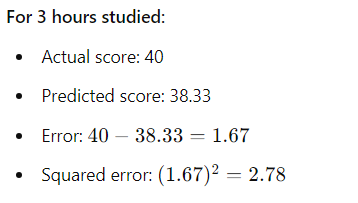 For 3 hours studied:
• Actual score: 40
• Predicted score: 38.33
• Error: 40 − 38.33 = 1.67
• Squared error: (1.67)² = 2.78